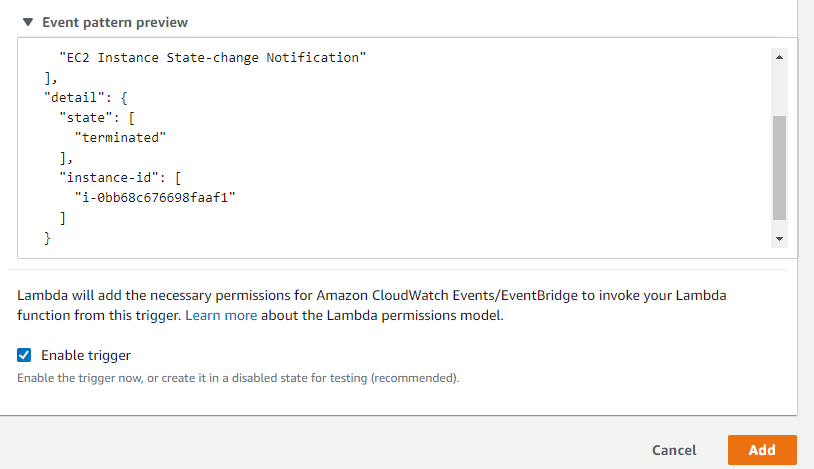 Event pattern preview
"EC2 Instance State-change Notification"
],
"detail": {
"state": [
"terminated"
],
"instance-id": [
"i-0bb68c676698faaf1"
]
}
Lambda will add the necessary permissions for Amazon CloudWatch Events/EventBridge to invoke your Lambda
function from this trigger. Learn more about the Lambda permissions model.
Enable trigger
Enable the trigger now, or create it in a disabled state for testing (recommended).
Cancel Add